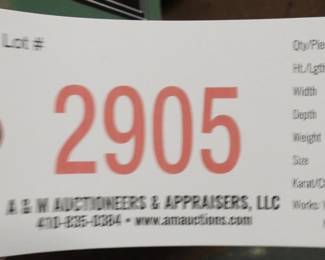 Lot #
2905
A & M AUCTIONEERS & APPRAISERS, LLC
410-835-0384 • www.amauctions.com
Qty/Pie
Ht./Lgth
Width
Depth
Weight
Size
Karat/C
Works: